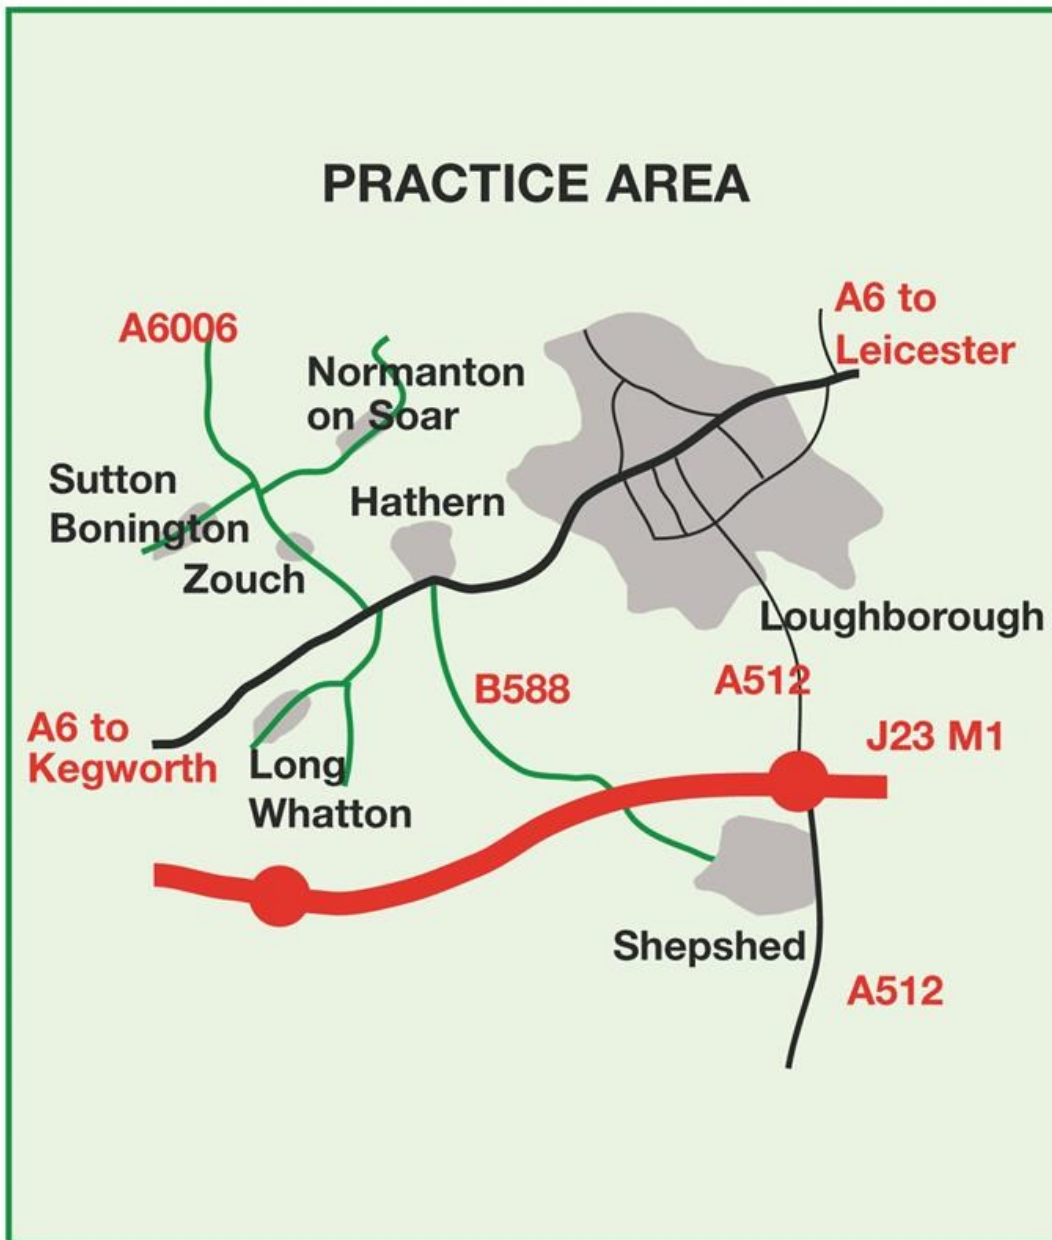 PRACTICE AREA
A6 to
Leicester
A6006
Normanton
on Soar
Sutton
Bonington
Hathern
Zouch
Loughborough
B588
A512
A6 to
Kegworth
J23 M1
Long
Whatton
Shepshed
A512